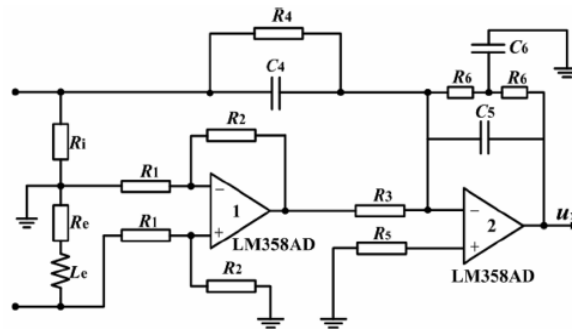 R4
C4
C6
R6
R6
C5
Ri
R2
R1
−
1
+
LM358AD
R3
−
2
+
LM358AD
Re
R1
R5
Le
R2